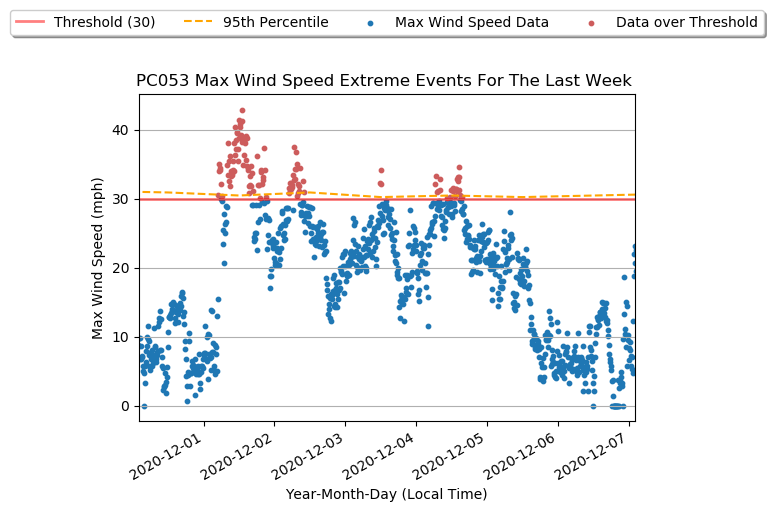 Threshold (30) 95th Percentile Max Wind Speed Data Data over Threshold
PC053 Max Wind Speed Extreme Events For The Last Week
Max Wind Speed (mph)
40
30
20
10
0
2020-12-01 2020-12-02 2020-12-03 2020-12-04 2020-12-05 2020-12-06 2020-12-07
Year-Month-Day (Local Time)